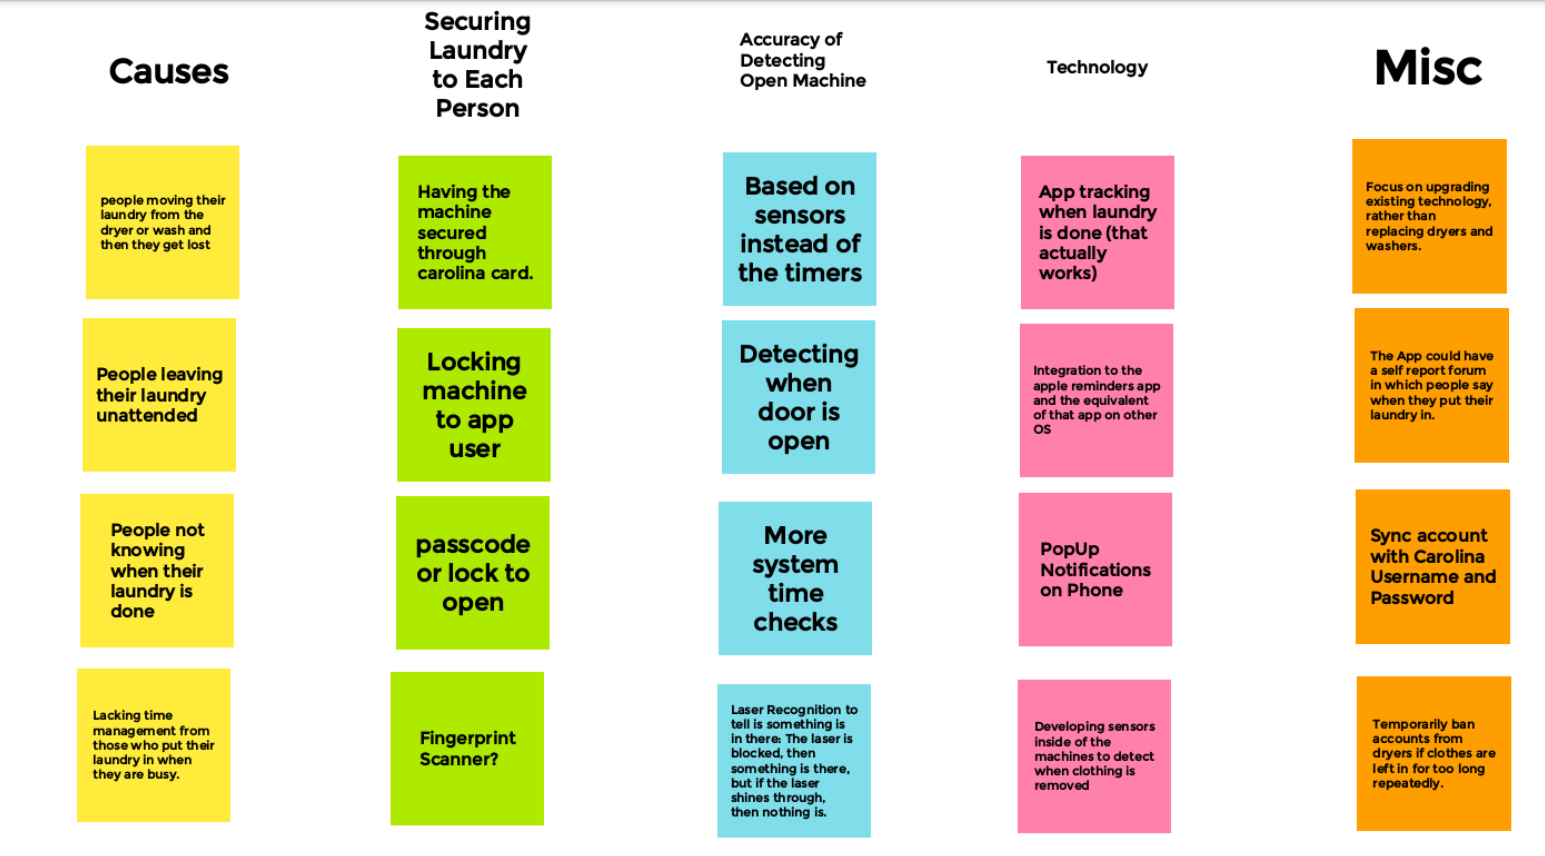 Causes
Securing
Laundry
to Each
Person
Accuracy of
Detecting
Open Machine
Technology
Misc
people moving their
laundry from the
dryer or wash and
then they get lost
People leaving
their laundry
unattended
People not
knowing
when their
laundry is
done
Lacking time
management from
those who put their
laundry in when
they are busy.
Having the
machine
secured
through
carolina card.
Locking
machine
to app
user
passcode
or lock to
open
Fingerprint
Scanner?
Based on
sensors
instead of
the timers
Detecting
when
door is
open
More
system
time
checks
Laser Recognition to
tell is something is
in there: The laser is
blocked, then
something is there,
but if the laser
shines through,
then nothing is.
App tracking
when laundry
is done (that
actually
works)
Integration to the
apple reminders app
and the equivalent
of that app on other
OS
PopUp
Notifications
on Phone
Developing sensors
inside of the
machines to detect
when clothing is
removed
Focus on upgrading
existing technology,
rather than
replacing dryers and
washers.
The App could have
a self report forum
in which people say
when they put their
laundry in.
Sync account
with Carolina
Username and
Password
Temporarily ban
accounts from
dryers if clothes are
left in for too long
repeatedly.